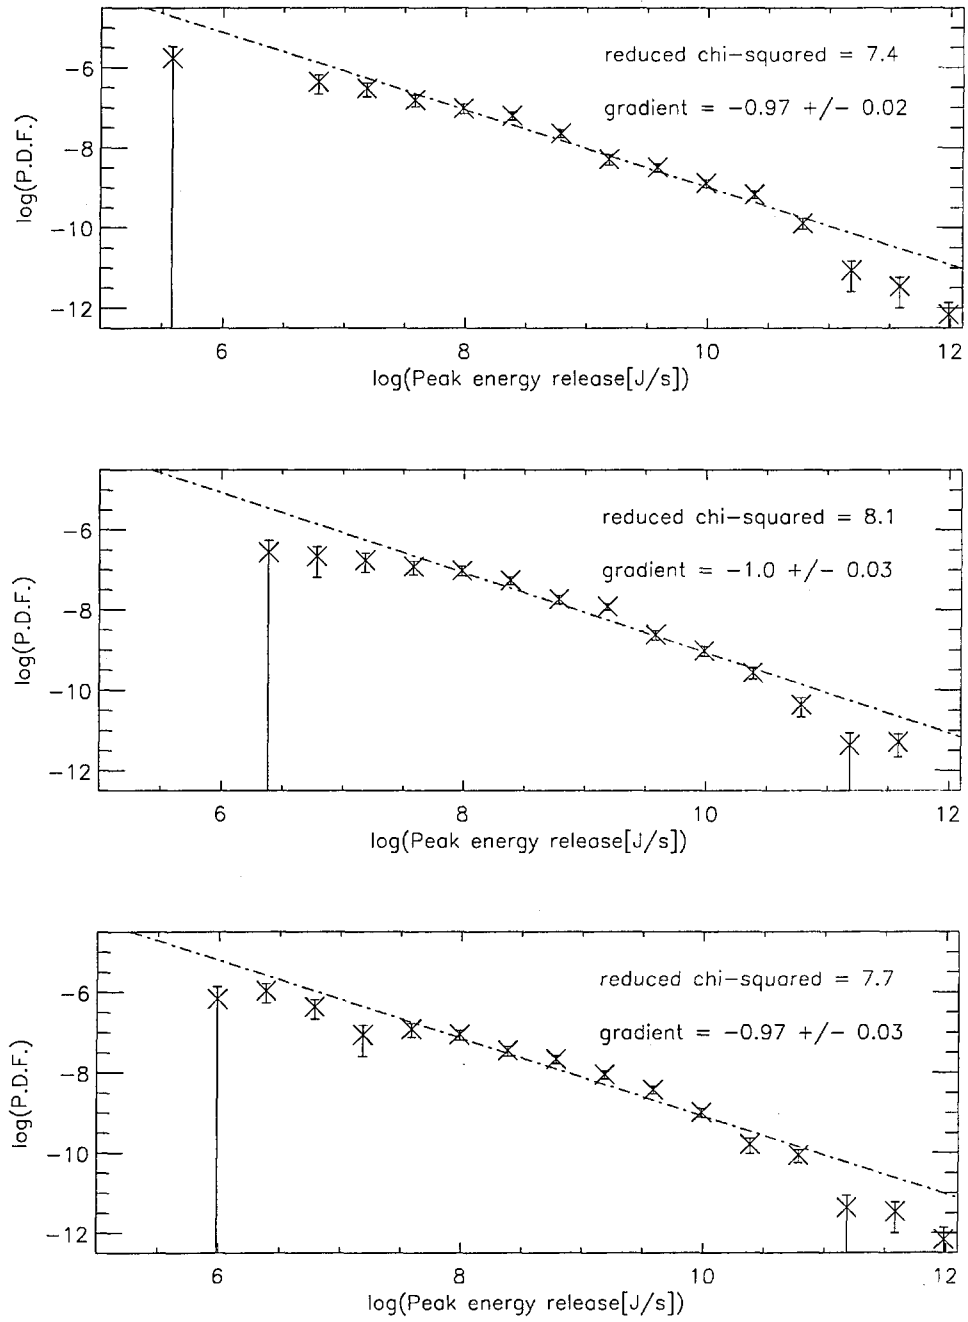 reduced chi-squared = 7.4
gradient = -0.97 +/- 0.02
-6
-8
-10
-12
log(P.D.F.)
6 8 10 12
log(Peak energy release[J/s])
reduced chi-squared = 8.1
gradient = -1.0 +/- 0.03
-6
-8
-10
-12
log(P.D.F.)
6 8 10 12
log(Peak energy release[J/s])
reduced chi-squared = 7.7
gradient = -0.97 +/- 0.03
-6
-8
-10
-12
log(P.D.F.)
6 8 10 12
log(Peak energy release[J/s])